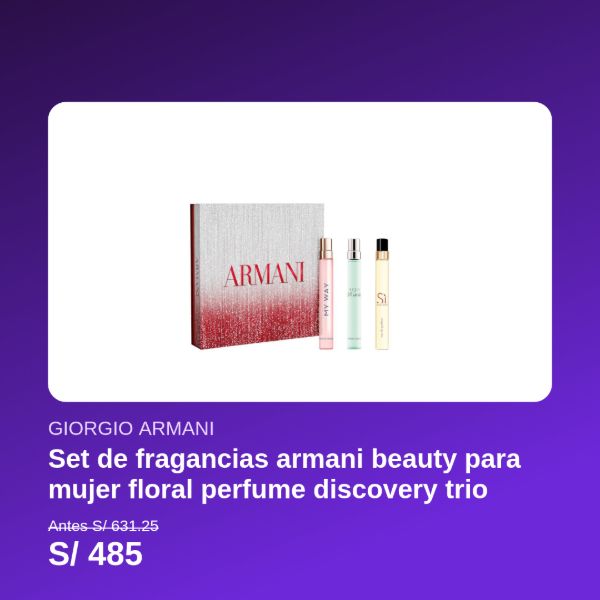 ARMANI
MY WAY
Sì
GIORGIO ARMANI
Set de fragancias armani beauty para
mujer floral perfume discovery trio
Antes S/ 631.25
S/ 485